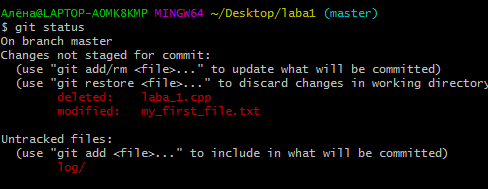 Алёна@LAPTOP-AOMK8KMP MINGW64 ~/Desktop/laba1 (master)
$ git status
On branch master
Changes not staged for commit:
  (use "git add/rm <file>..." to update what will be committed)
  (use "git restore <file>..." to discard changes in working directory
        deleted:    laba_1.cpp
        modified:   my_first_file.txt

Untracked files:
  (use "git add <file>..." to include in what will be committed)
        log/